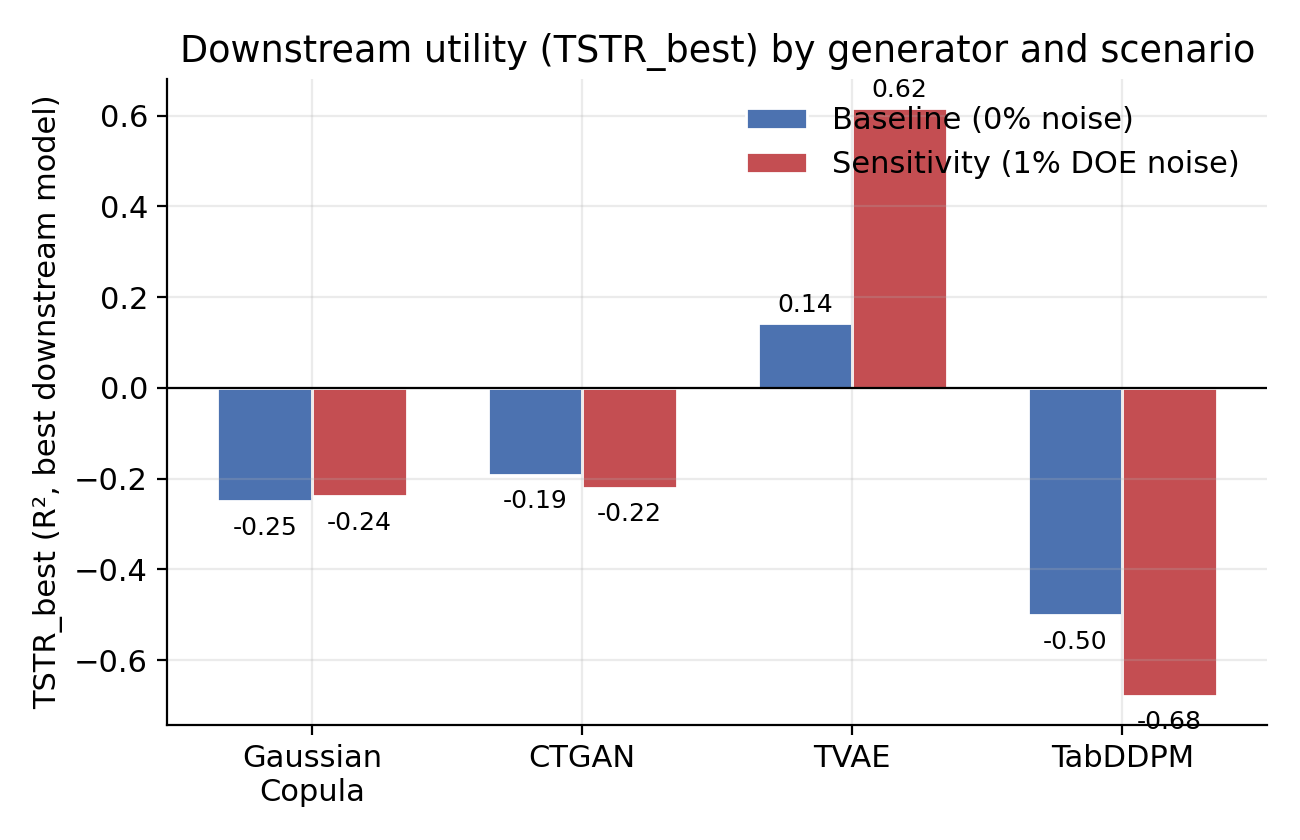 Downstream utility (TSTR_best) by generator and scenario
TSTR_best (R², best downstream model)
0.6
0.4
0.2
0.0
−0.2
−0.4
−0.6
Baseline (0% noise)
Sensitivity (1% DOE noise)
-0.25
-0.24
-0.19
-0.22
0.14
0.62
-0.50
-0.68
Gaussian
Copula
CTGAN
TVAE
TabDDPM